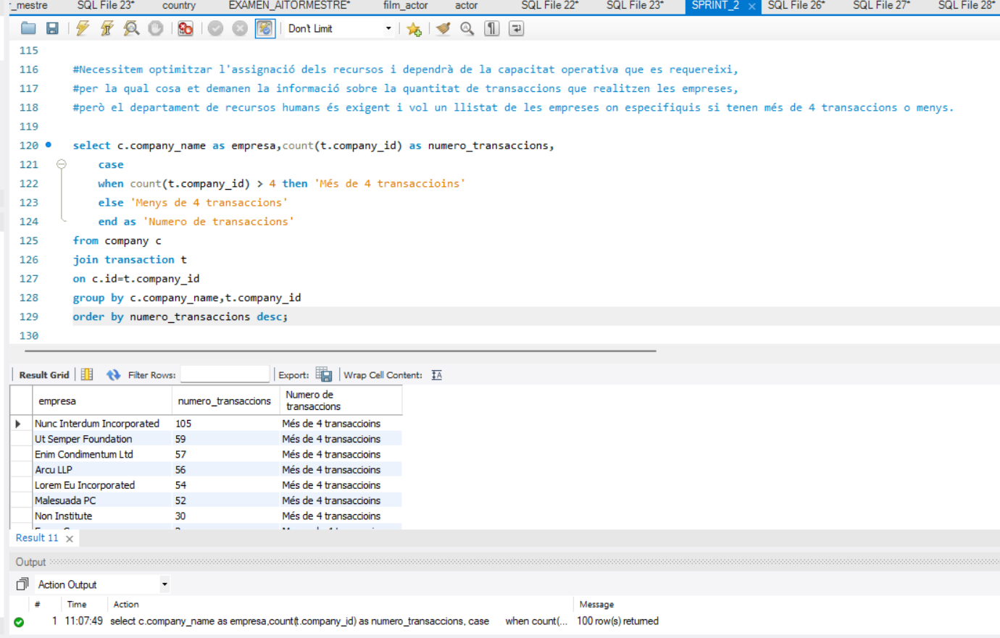 r_mestre SQL File 23* country EXAMEN_AITORMESTRE* film_actor actor SQL File 22* SQL File 23* SPRINT_2 × SQL File 26* SQL File 27* SQL File 28*
Don't Limit
115
116 #Necessitem optimitzar l'assignació dels recursos i dependrà de la capacitat operativa que es requereixi,
117 #per la qual cosa et demanen la informació sobre la quantitat de transaccions que realitzen les empreses,
118 #però el departament de recursos humans és exigent i vol un llistat de les empreses on especifiquis si tenen més de 4 transaccions o menys.
119
120 select c.company_name as empresa,count(t.company_id) as numero_transaccions,
121 case
122 when count(t.company_id) > 4 then 'Més de 4 transaccioins'
123 else 'Menys de 4 transaccions'
124 end as 'Numero de transaccions'
125 from company c
126 join transaction t
127 on c.id=t.company_id
128 group by c.company_name,t.company_id
129 order by numero_transaccions desc;
130
Result Grid Filter Rows: Export: Wrap Cell Content:
empresa numero_transaccions Numero de transaccions
Nunc Interdum Incorporated 105 Més de 4 transaccioins
Ut Semper Foundation 59 Més de 4 transaccioins
Enim Condimentum Ltd 57 Més de 4 transaccioins
Arcu LLP 56 Més de 4 transaccioins
Lorem Eu Incorporated 54 Més de 4 transaccioins
Malesuada PC 52 Més de 4 transaccioins
Non Institute 30 Més de 4 transaccioins
Result 11 ×
Output
Action Output
# Time Action Message
1 11:07:49 select c.company_name as empresa,count(t.company_id) as numero_transaccions, case when count(... 100 row(s) returned